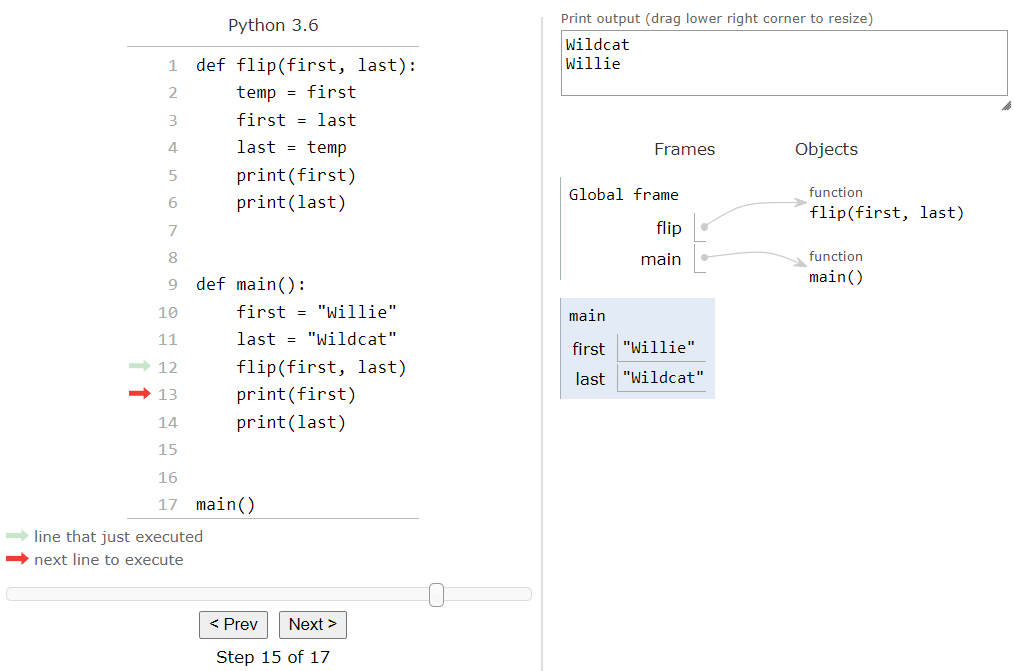 Python 3.6
1 def flip(first, last):
2     temp = first
3     first = last
4     last = temp
5     print(first)
6     print(last)
7
8
9 def main():
10     first = "Willie"
11     last = "Wildcat"
12     flip(first, last)
13     print(first)
14     print(last)
15
16
17 main()
line that just executed
next line to execute
< Prev Next >
Step 15 of 17
Print output (drag lower right corner to resize)
Wildcat
Willie
Frames Objects
Global frame
flip
main
function
flip(first, last)
function
main()
main
first "Willie"
last "Wildcat"